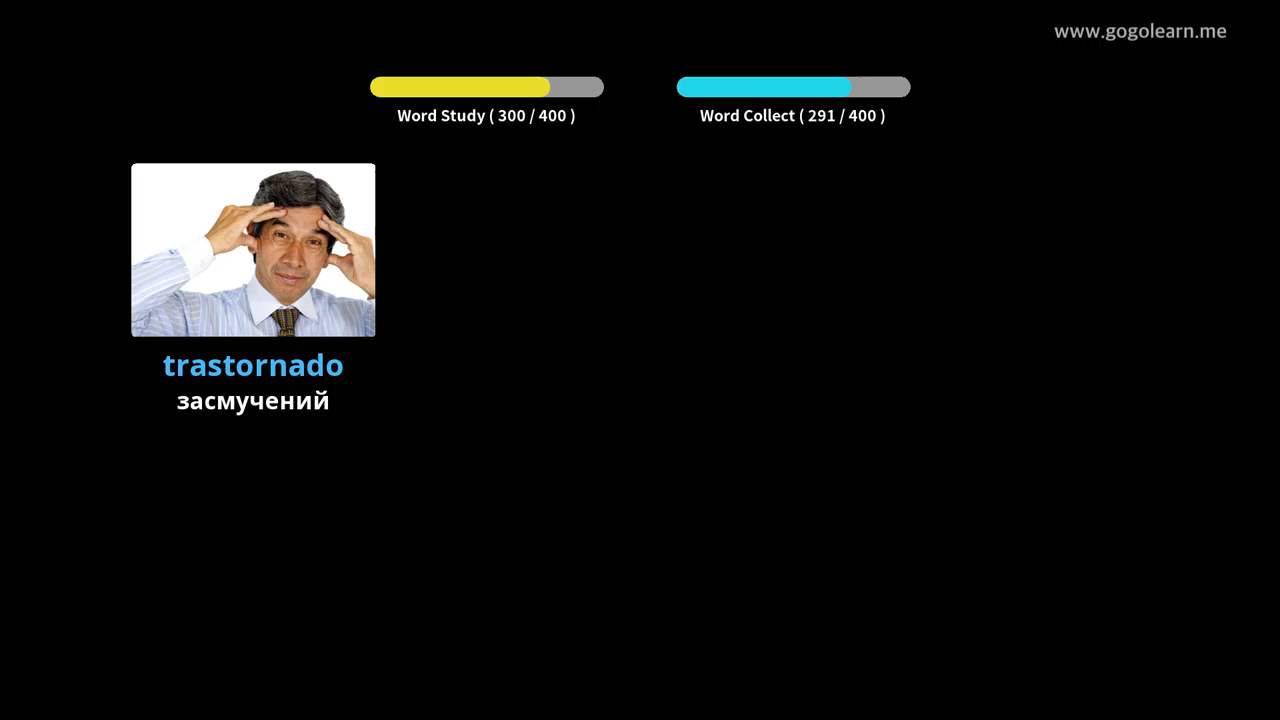 www.gogolearn.me
Word Study ( 300 / 400 )
Word Collect ( 291 / 400 )
trastornado
засмучений